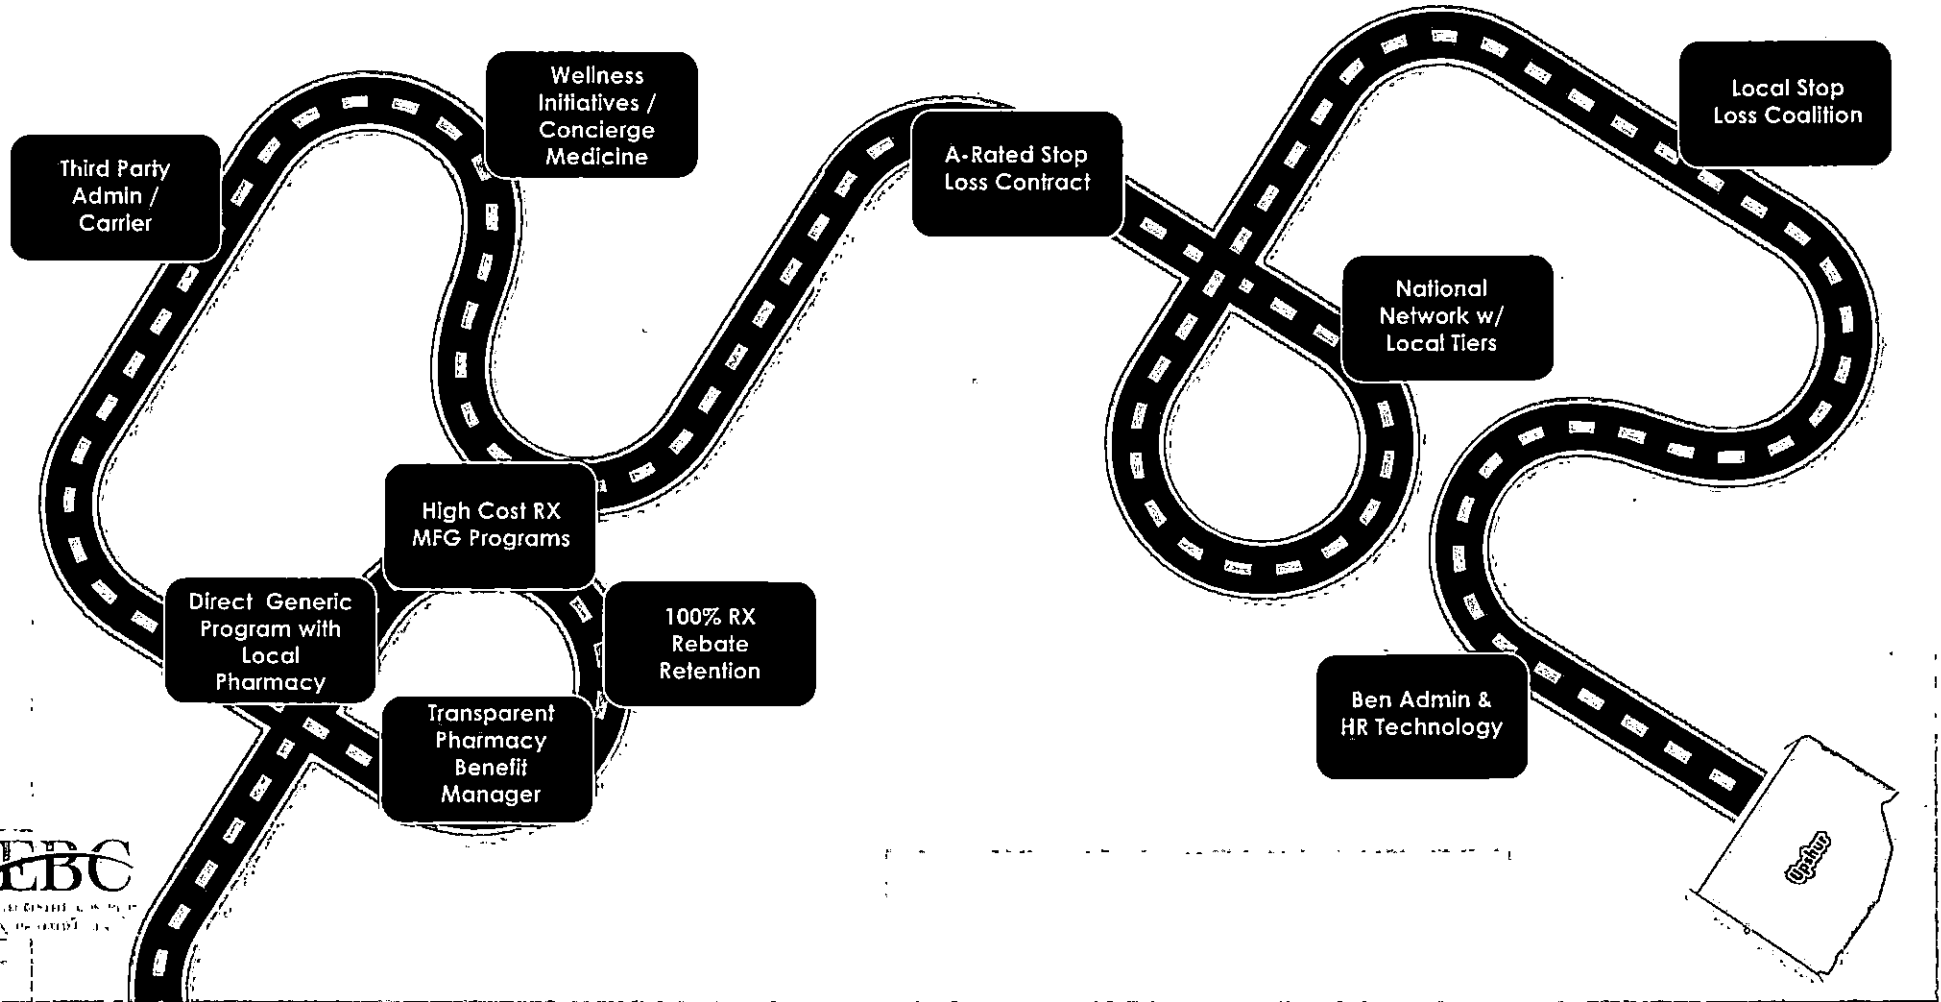 Wellness
Initiatives /
Concierge
Medicine
Local Stop
Loss Coalition
Third Party
Admin /
Carrier
A-Rated Stop
Loss Contract
National
Network w/
Local Tiers
High Cost RX
MFG Programs
Direct Generic
Program with
Local
Pharmacy
100% RX
Rebate
Retention
Transparent
Pharmacy
Benefit
Manager
Ben Admin &
HR Technology
Upshur
EBC